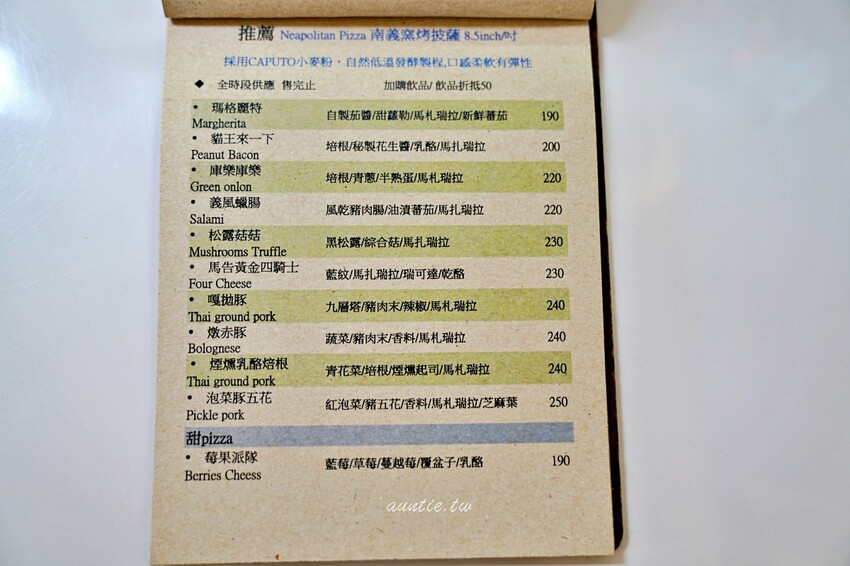 推薦 Neapolitan Pizza 南義窯烤披薩 8.5inch/吋
採用CAPUTO小麥粉，自然低溫發酵製程,口感柔軟有彈性
◆ 全時段供應 售完止 加購飲品/ 飲品折抵50
• 瑪格麗特 自製茄醬/甜蘿勒/馬札瑞拉/新鮮蕃茄 190
Margherita
• 貓王來一下 培根/秘製花生醬/乳酪/馬扎瑞拉 200
Peanut Bacon
• 庫樂庫樂 培根/青蔥/半熟蛋/馬札瑞拉 220
Green onlon
• 義風蠟腸 風乾豬肉腸/油漬蕃茄/馬扎瑞拉 220
Salami
• 松露菇菇 黑松露/綜合菇/馬扎瑞拉 230
Mushrooms Truffle
• 馬告黃金四騎士 藍紋/馬扎瑞拉/瑞可達/乾酪 230
Four Cheese
• 嘎拋豚 九層塔/豬肉末/辣椒/馬札瑞拉 240
Thai ground pork
• 燉赤豚 蔬菜/豬肉末/香料/馬札瑞拉 240
Bolognese
• 煙燻乳酪焙根 青花菜/培根/煙燻起司/馬札瑞拉 240
Thai ground pork
• 泡菜豚五花 紅泡菜/豬五花/香料/馬札瑞拉/芝麻葉 250
Pickle pork
甜pizza
• 莓果派隊 藍莓/草莓/蔓越莓/覆盆子/乳酪 190
Berries Cheess
auntie.tw